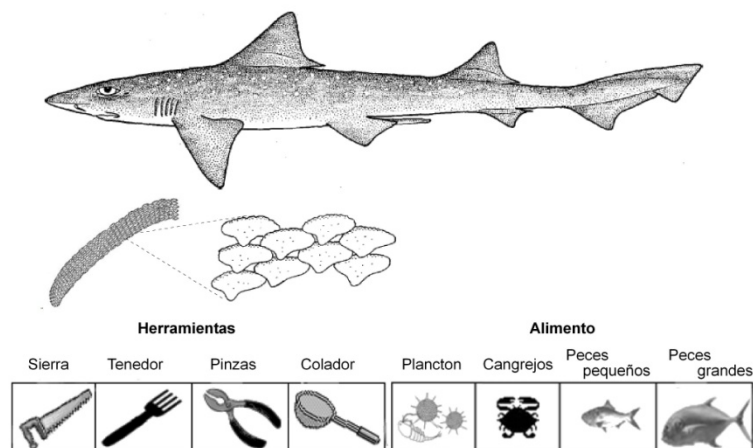 Herramientas Alimento
Sierra Tenedor Pinzas Colador Plancton Cangrejos Peces pequeños Peces grandes